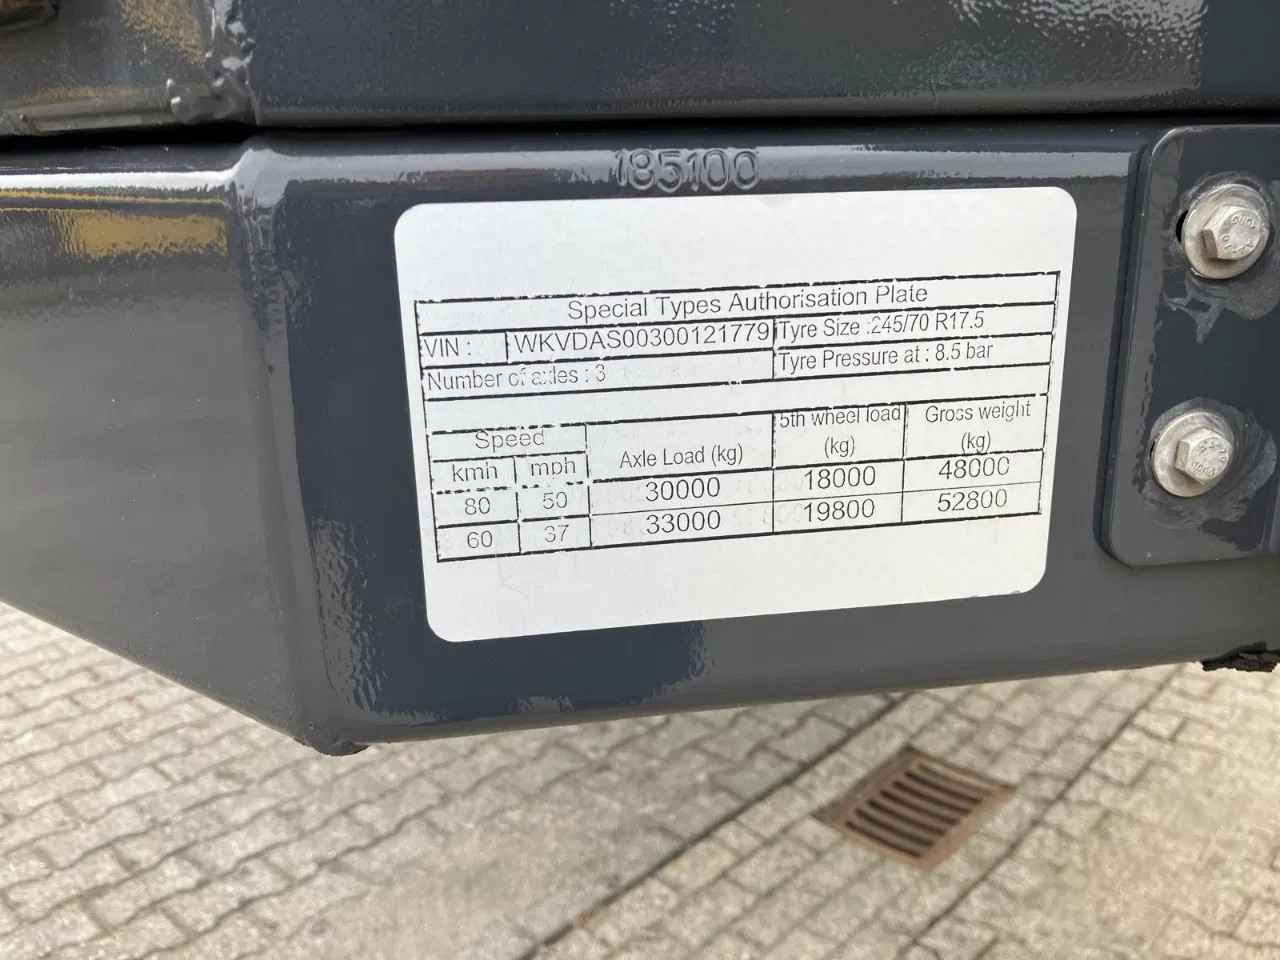 185100
Special Types Authorisation Plate
VIN : WKVDAS00300121779 Tyre Size :245/70 R17.5
Number of axles : 3 Tyre Pressure at : 8.5 bar
Speed Axle Load (kg) 5th wheel load (kg) Gross weight (kg)
kmh mph
80 50 30000 18000 48000
60 37 33000 19800 52800